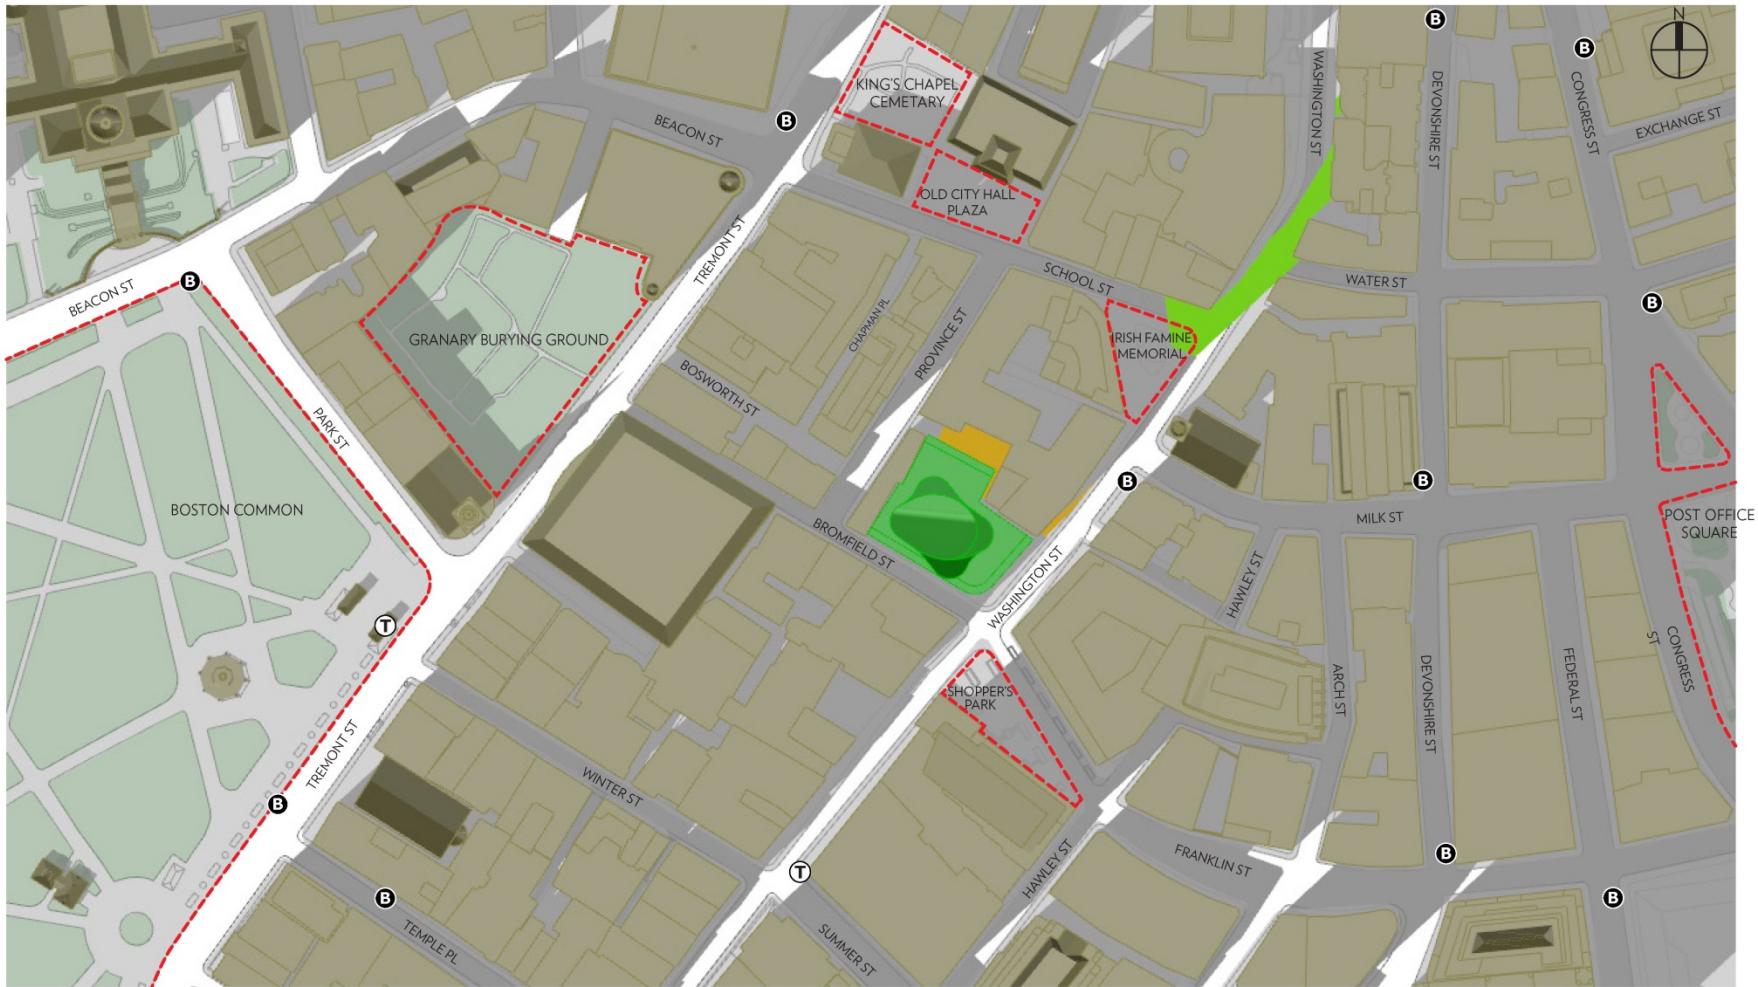 N
B
B
KING'S CHAPEL
CEMETARY
WASHINGTON ST
DEVONSHIRE ST
CONGRESS ST
EXCHANGE ST
B
BEACON ST
OLD CITY HALL
PLAZA
TREMONT ST
SCHOOL ST
WATER ST
B
BEACON ST
B
GRANARY BURYING GROUND
CHAPMAN PL
PROVINCE ST
IRISH FAMINE
MEMORIAL
BOSWORTH ST
PARK ST
B
B
BOSTON COMMON
MILK ST
POST OFFICE
SQUARE
BROMFIELD ST
WASHINGTON ST
HAWLEY ST
T
CONGRESS
ST
SHOPPER'S
PARK
ARCH ST
DEVONSHIRE ST
FEDERAL ST
TREMONT ST
WINTER ST
B
HAWLEY ST
FRANKLIN ST
B
T
B
B
TEMPLE PL
SUMMER ST